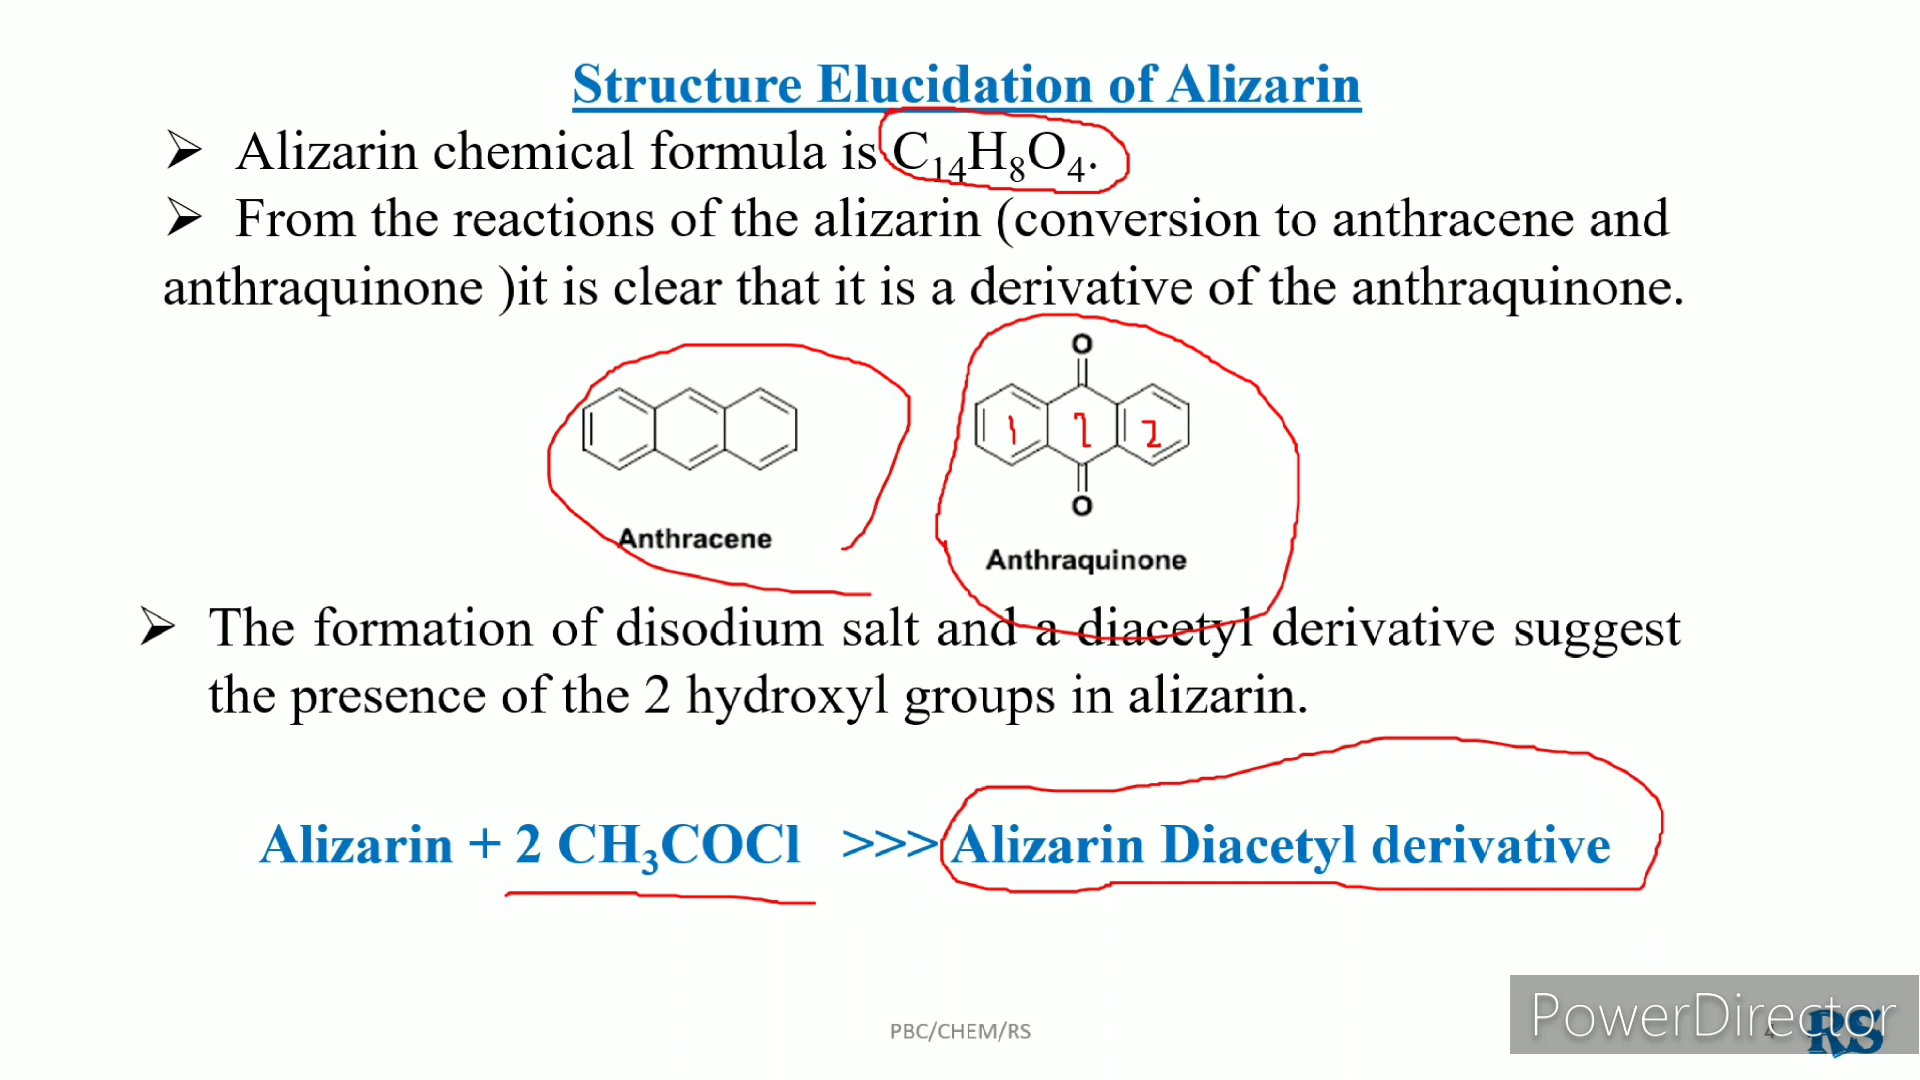 Structure Elucidation of Alizarin
➢ Alizarin chemical formula is C₁₄H₈O₄.
➢ From the reactions of the alizarin (conversion to anthracene and
anthraquinone )it is clear that it is a derivative of the anthraquinone.
O
1 2 2
O
Anthracene
Anthraquinone
➢ The formation of disodium salt and a diacetyl derivative suggest
the presence of the 2 hydroxyl groups in alizarin.
Alizarin + 2 CH₃COCl >>> Alizarin Diacetyl derivative
PBC/CHEM/RS
4
PowerDirector
RS